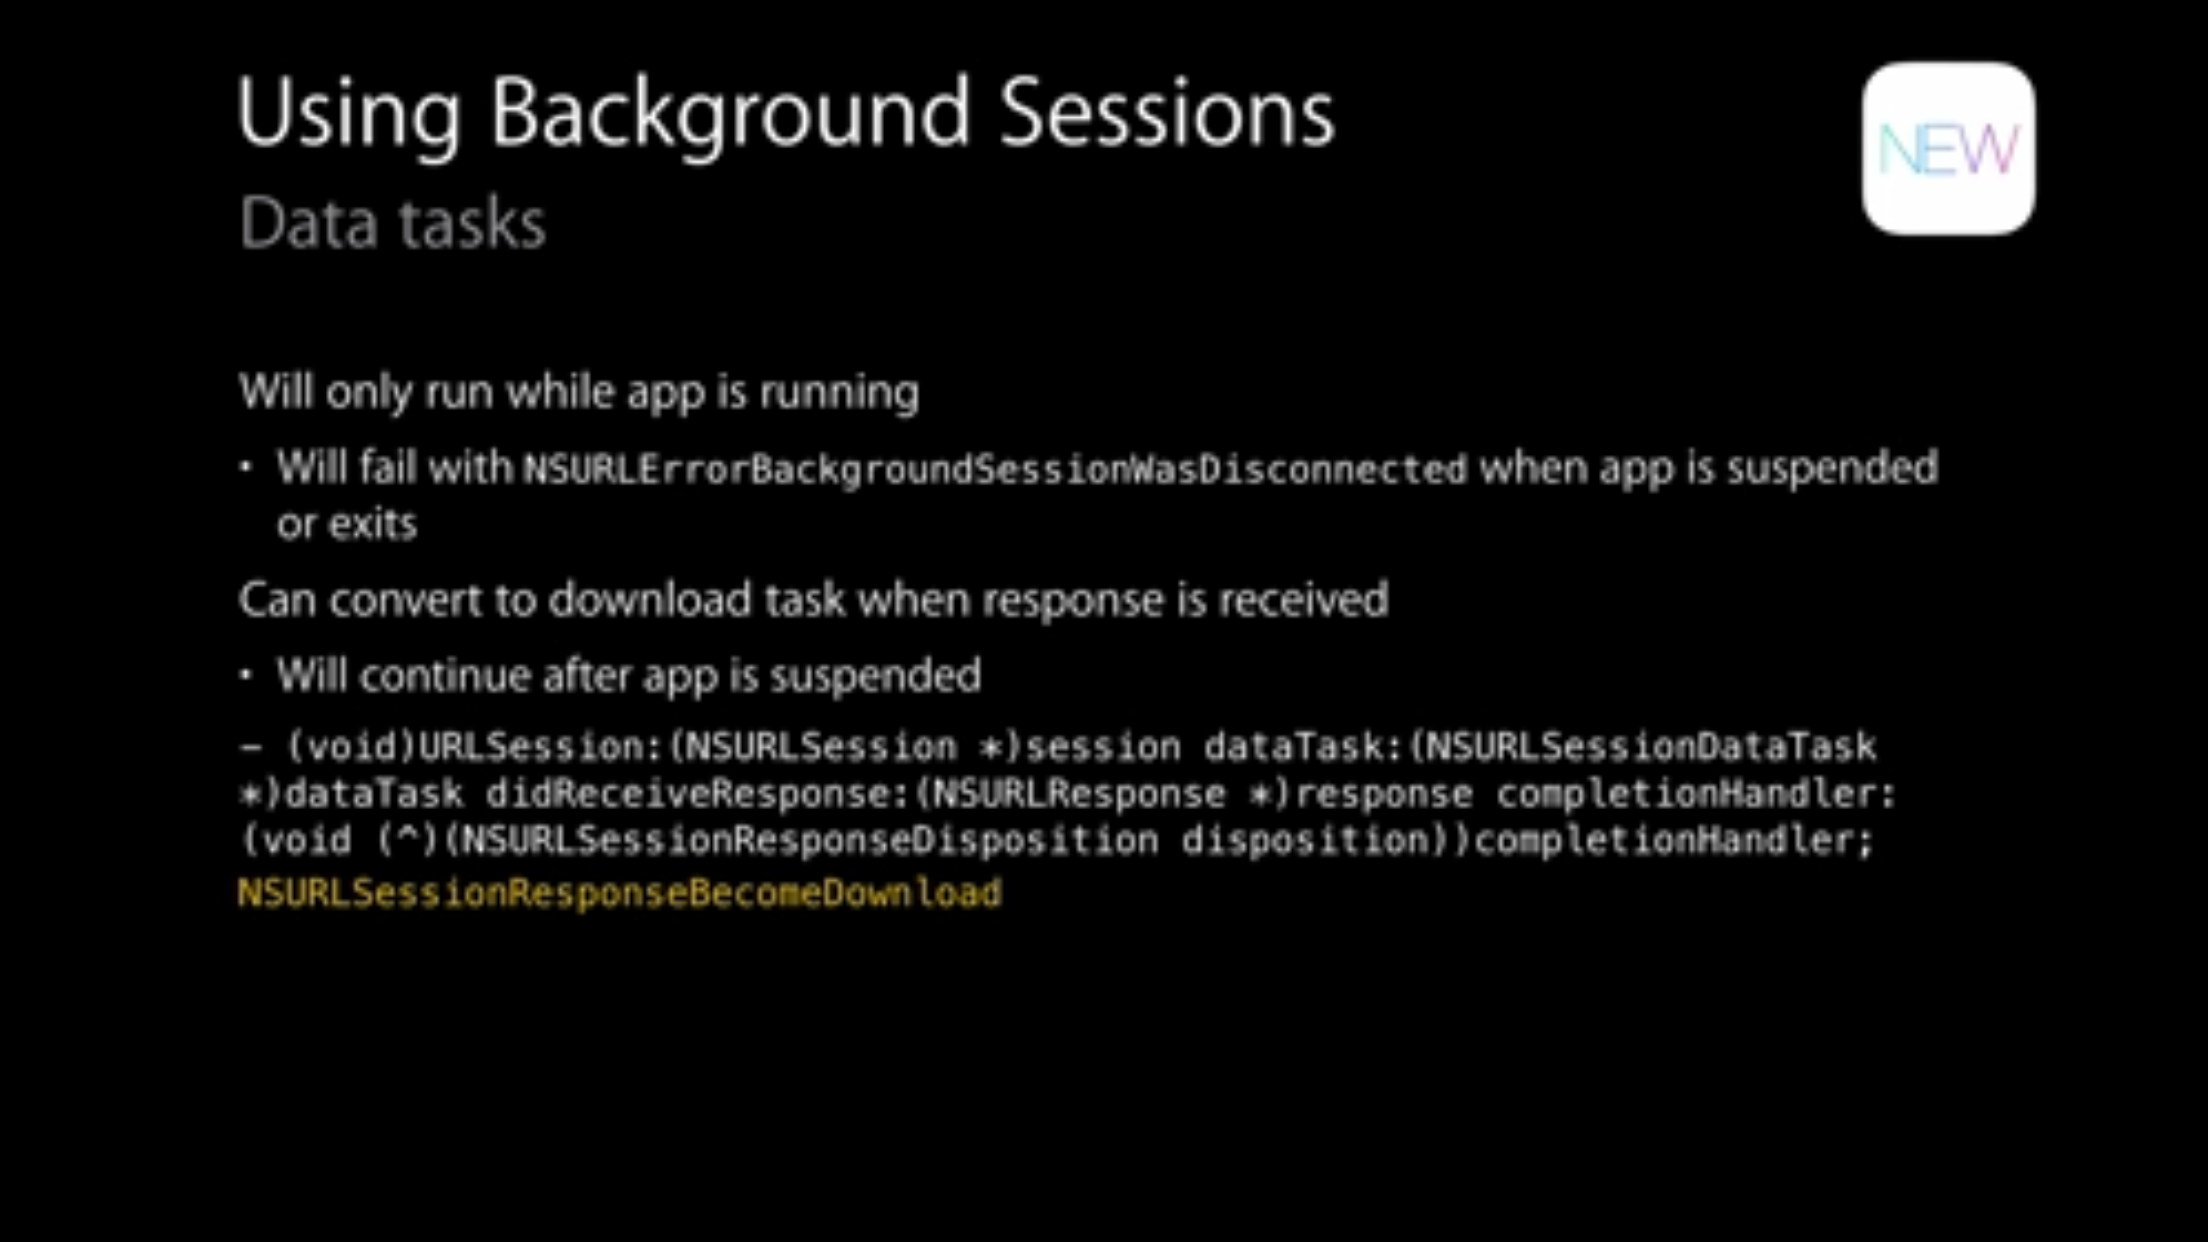 Using Background Sessions
NEW
Data tasks
Will only run while app is running
• Will fail with NSURLErrorBackgroundSessionWasDisconnected when app is suspended
or exits
Can convert to download task when response is received
• Will continue after app is suspended
– (void)URLSession:(NSURLSession *)session dataTask:(NSURLSessionDataTask
*)dataTask didReceiveResponse:(NSURLResponse *)response completionHandler:
(void (^)(NSURLSessionResponseDisposition disposition))completionHandler;
NSURLSessionResponseBecomeDownload